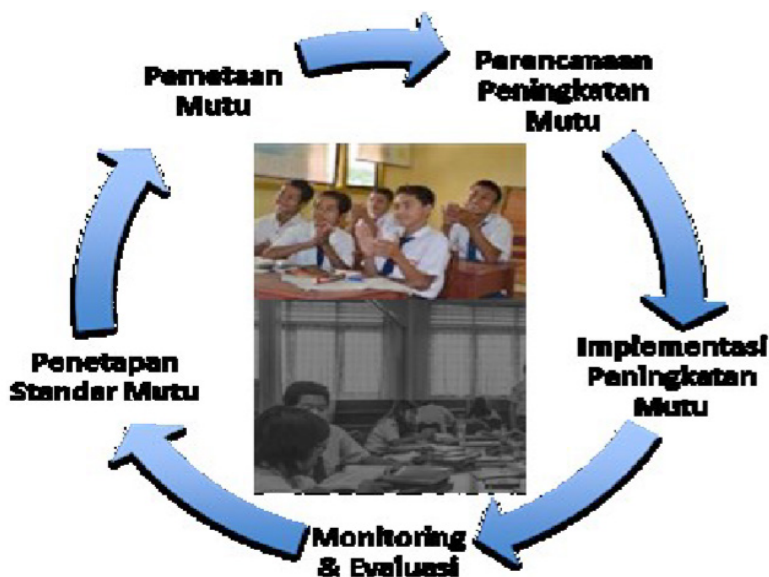 Pemetaan
Mutu
Perencanaan
Peningkatan
Mutu
Implementasi
Peningkatan
Mutu
Monitoring
& Evaluasi
Penetapan
Standar Mutu